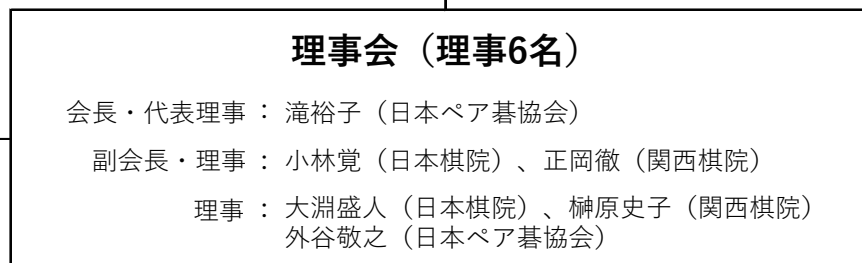 理事会（理事6名）
会長・代表理事 ： 滝裕子（日本ペア碁協会）
副会長・理事 ： 小林覚（日本棋院）、正岡徹（関西棋院）
理事 ： 大淵盛人（日本棋院）、榊原史子（関西棋院）
外谷敬之（日本ペア碁協会）